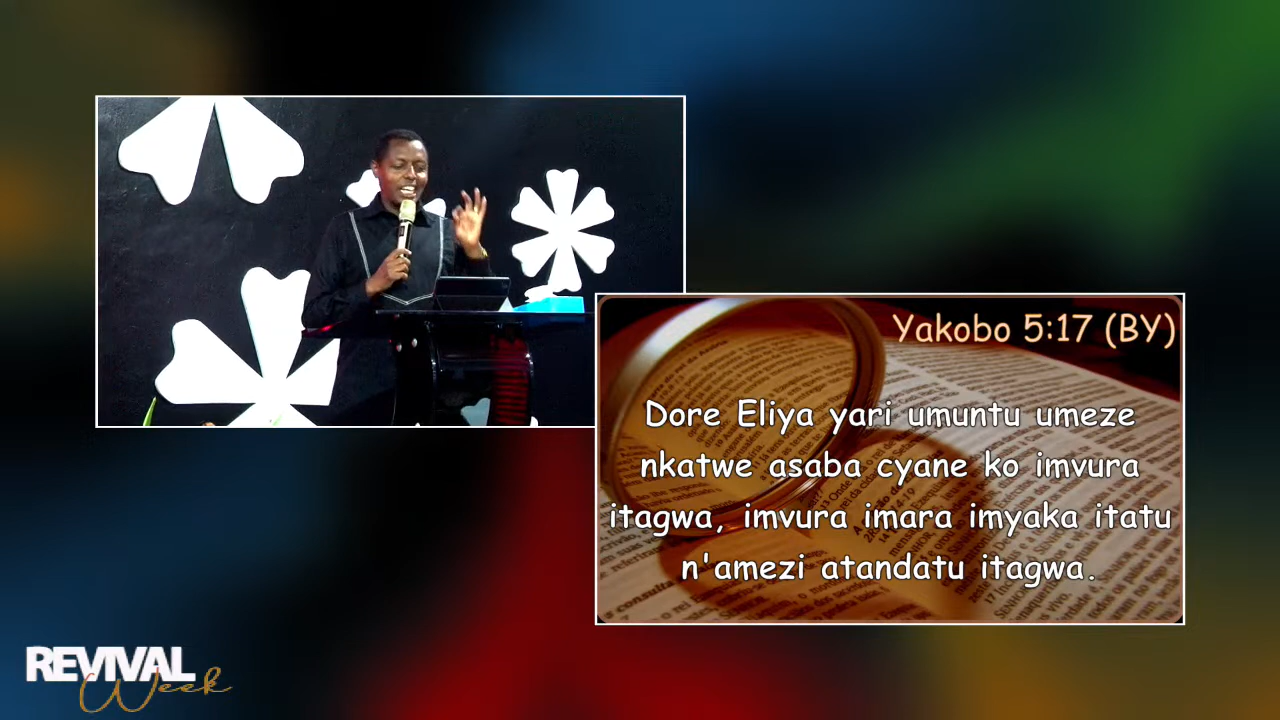 Yakobo 5:17 (BY)
Dore Eliya yari umuntu umeze
nkatwe asaba cyane ko imvura
itagwa, imvura imara imyaka itatu
n'amezi atandatu itagwa.
REVIVAL
Week